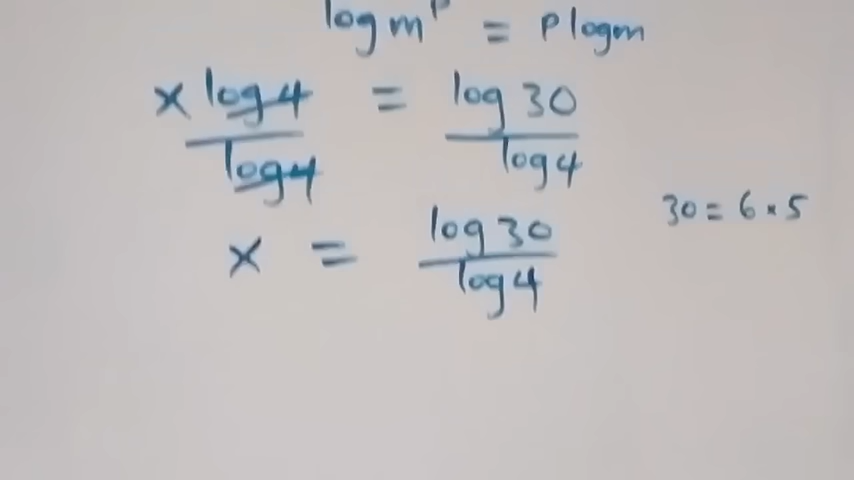 log m^p = p log m
x log 4 / log 4 = log 30 / log 4
30 = 6 × 5
x = log 30 / log 4